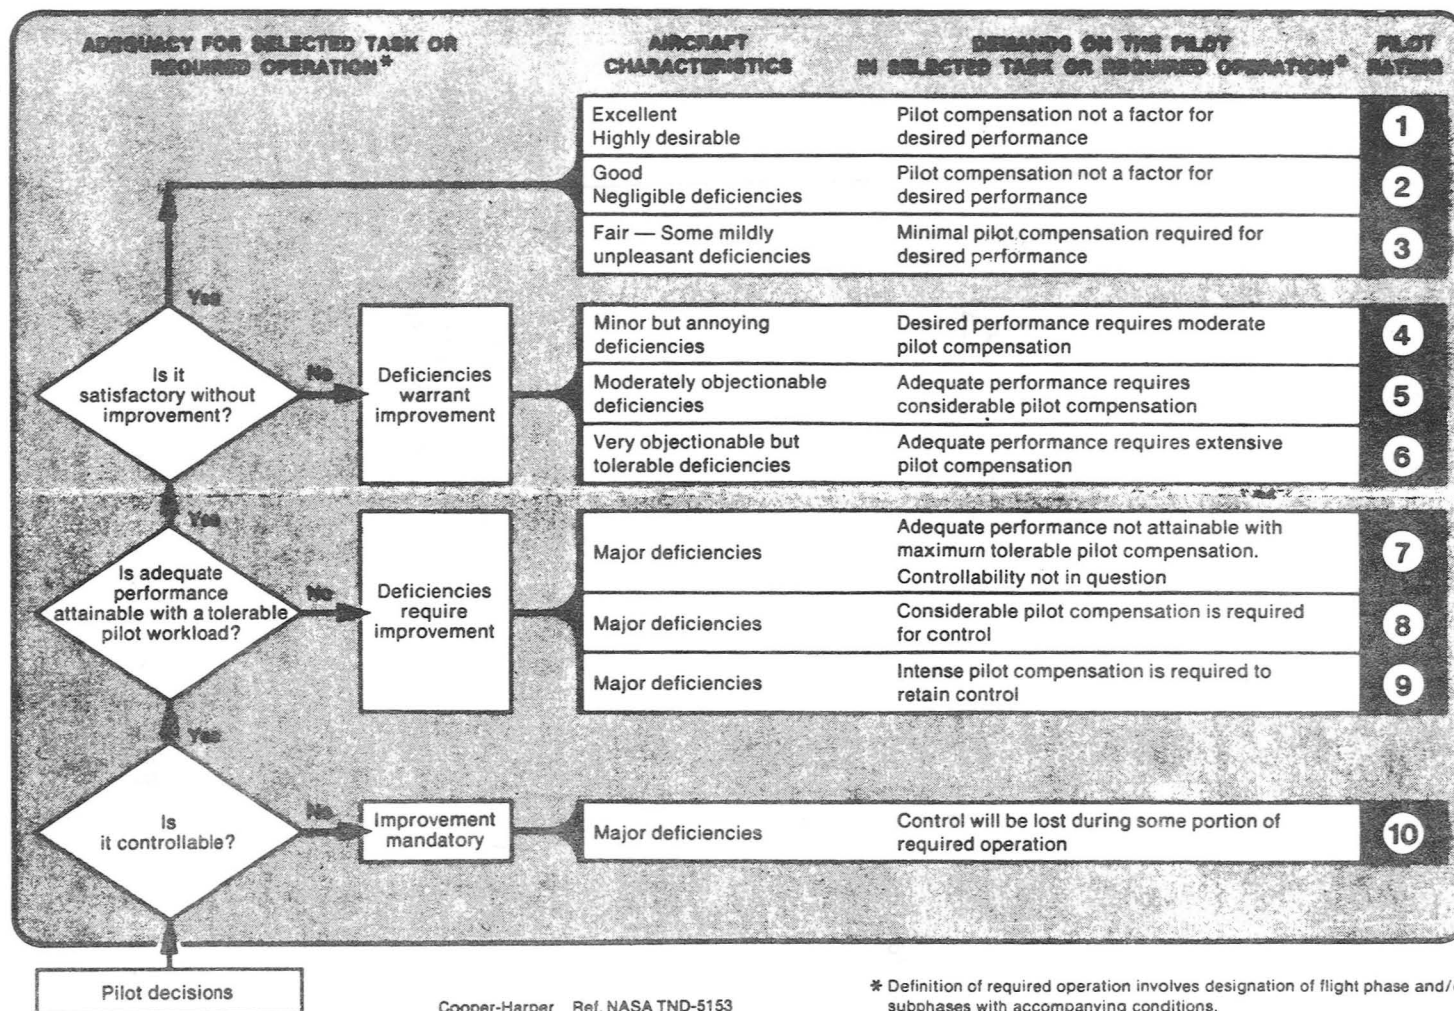 ADEQUACY FOR SELECTED TASK OR
REQUIRED OPERATION*
AIRCRAFT
CHARACTERISTICS
DEMANDS ON THE PILOT
IN SELECTED TASK OR REQUIRED OPERATION*
PILOT
RATING
Excellent
Highly desirable
Pilot compensation not a factor for
desired performance
1
Good
Negligible deficiencies
Pilot compensation not a factor for
desired performance
2
Fair — Some mildly
unpleasant deficiencies
Minimal pilot compensation required for
desired performance
3
Yes
Is it
satisfactory without
improvement?
No
Deficiencies
warrant
improvement
Minor but annoying
deficiencies
Desired performance requires moderate
pilot compensation
4
Moderately objectionable
deficiencies
Adequate performance requires
considerable pilot compensation
5
Very objectionable but
tolerable deficiencies
Adequate performance requires extensive
pilot compensation
6
Yes
Is adequate
performance
attainable with a tolerable
pilot workload?
No
Deficiencies
require
improvement
Major deficiencies
Adequate performance not attainable with
maximum tolerable pilot compensation.
Controllability not in question
7
Major deficiencies
Considerable pilot compensation is required
for control
8
Major deficiencies
Intense pilot compensation is required to
retain control
9
Yes
Is
it controllable?
No
Improvement
mandatory
Major deficiencies
Control will be lost during some portion of
required operation
10
Pilot decisions
Cooper-Harper Ref. NASA TND-5153
* Definition of required operation involves designation of flight phase and/
subphases with accompanying conditions.